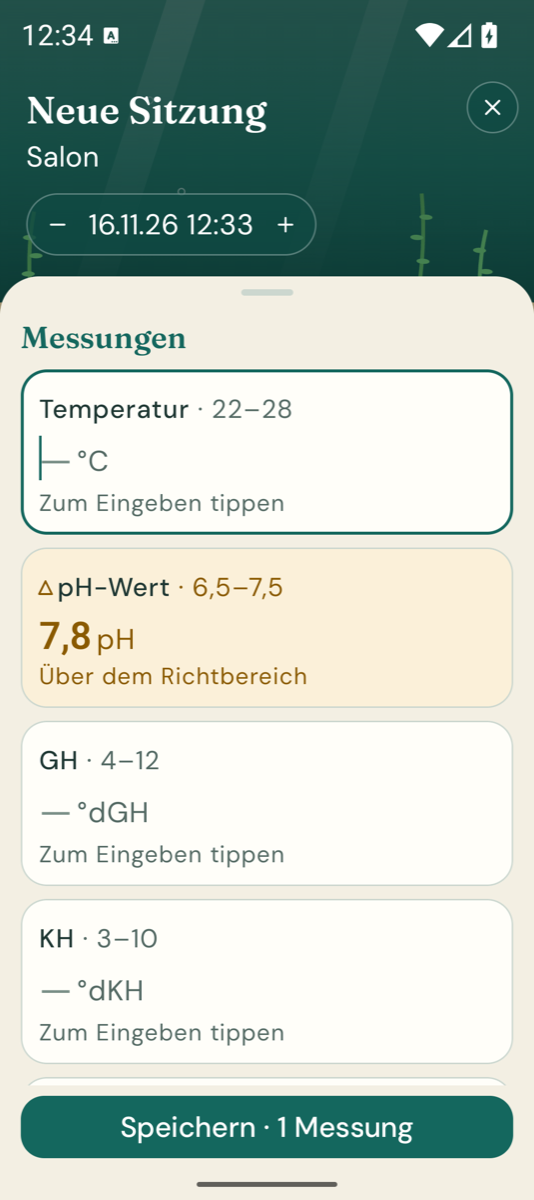 12:34 A
Neue Sitzung
Salon
− 16.11.26 12:33 +
Messungen
Temperatur · 22–28
— °C
Zum Eingeben tippen
△ pH-Wert · 6,5–7,5
7,8 pH
Über dem Richtbereich
GH · 4–12
— °dGH
Zum Eingeben tippen
KH · 3–10
— °dKH
Zum Eingeben tippen
Speichern · 1 Messung